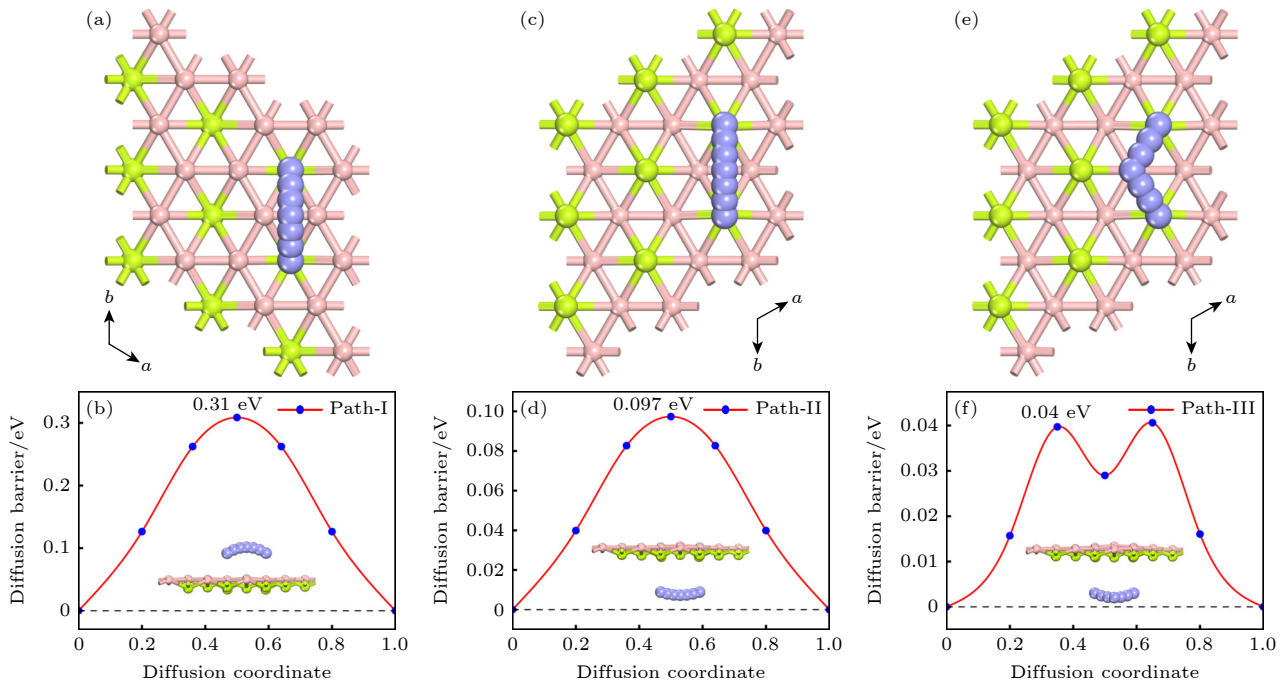 (a)
b
a
(c)
a
b
(e)
a
b
(b)
0.31 eV
Path-I
Diffusion barrier/eV
0.3
0.2
0.1
0
0 0.2 0.4 0.6 0.8 1.0
Diffusion coordinate
(d)
0.097 eV
Path-II
Diffusion barrier/eV
0.10
0.08
0.06
0.04
0.02
0
0 0.2 0.4 0.6 0.8 1.0
Diffusion coordinate
(f)
0.04 eV
Path-III
Diffusion barrier/eV
0.04
0.03
0.02
0.01
0
0 0.2 0.4 0.6 0.8 1.0
Diffusion coordinate